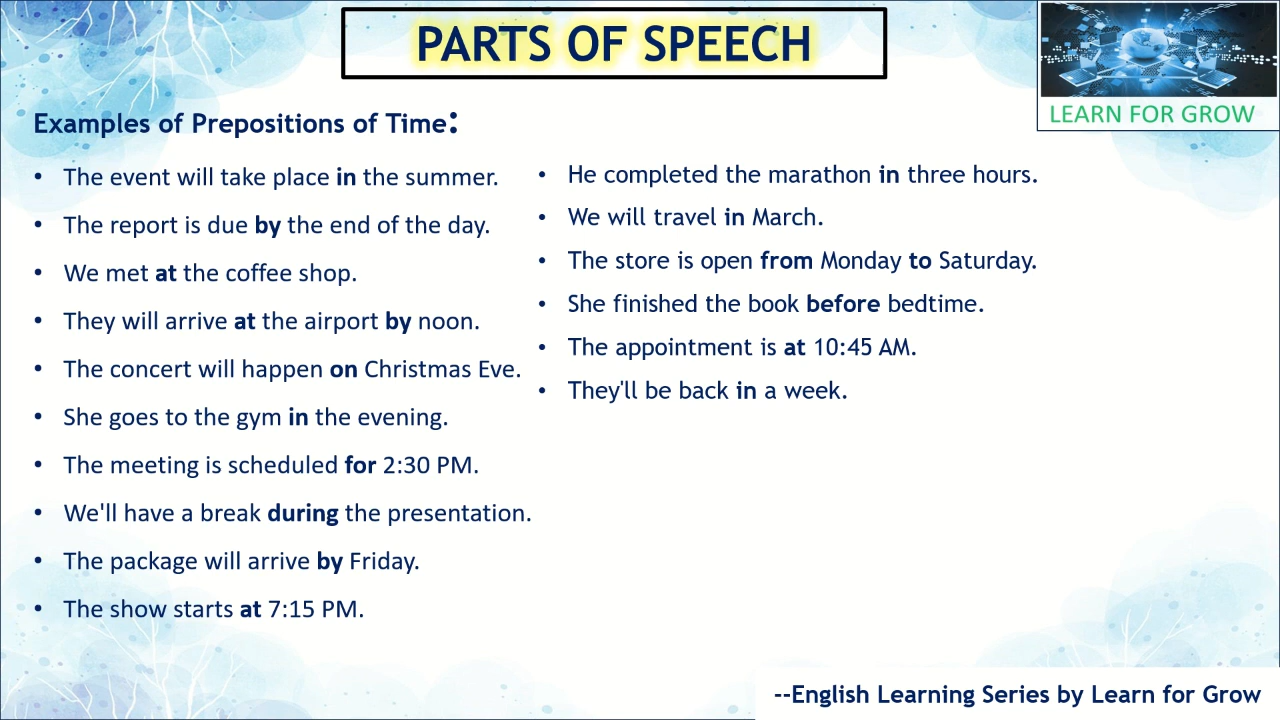 PARTS OF SPEECH
LEARN FOR GROW
Examples of Prepositions of Time:
• The event will take place in the summer.
• The report is due by the end of the day.
• We met at the coffee shop.
• They will arrive at the airport by noon.
• The concert will happen on Christmas Eve.
• She goes to the gym in the evening.
• The meeting is scheduled for 2:30 PM.
• We'll have a break during the presentation.
• The package will arrive by Friday.
• The show starts at 7:15 PM.
• He completed the marathon in three hours.
• We will travel in March.
• The store is open from Monday to Saturday.
• She finished the book before bedtime.
• The appointment is at 10:45 AM.
• They'll be back in a week.
--English Learning Series by Learn for Grow